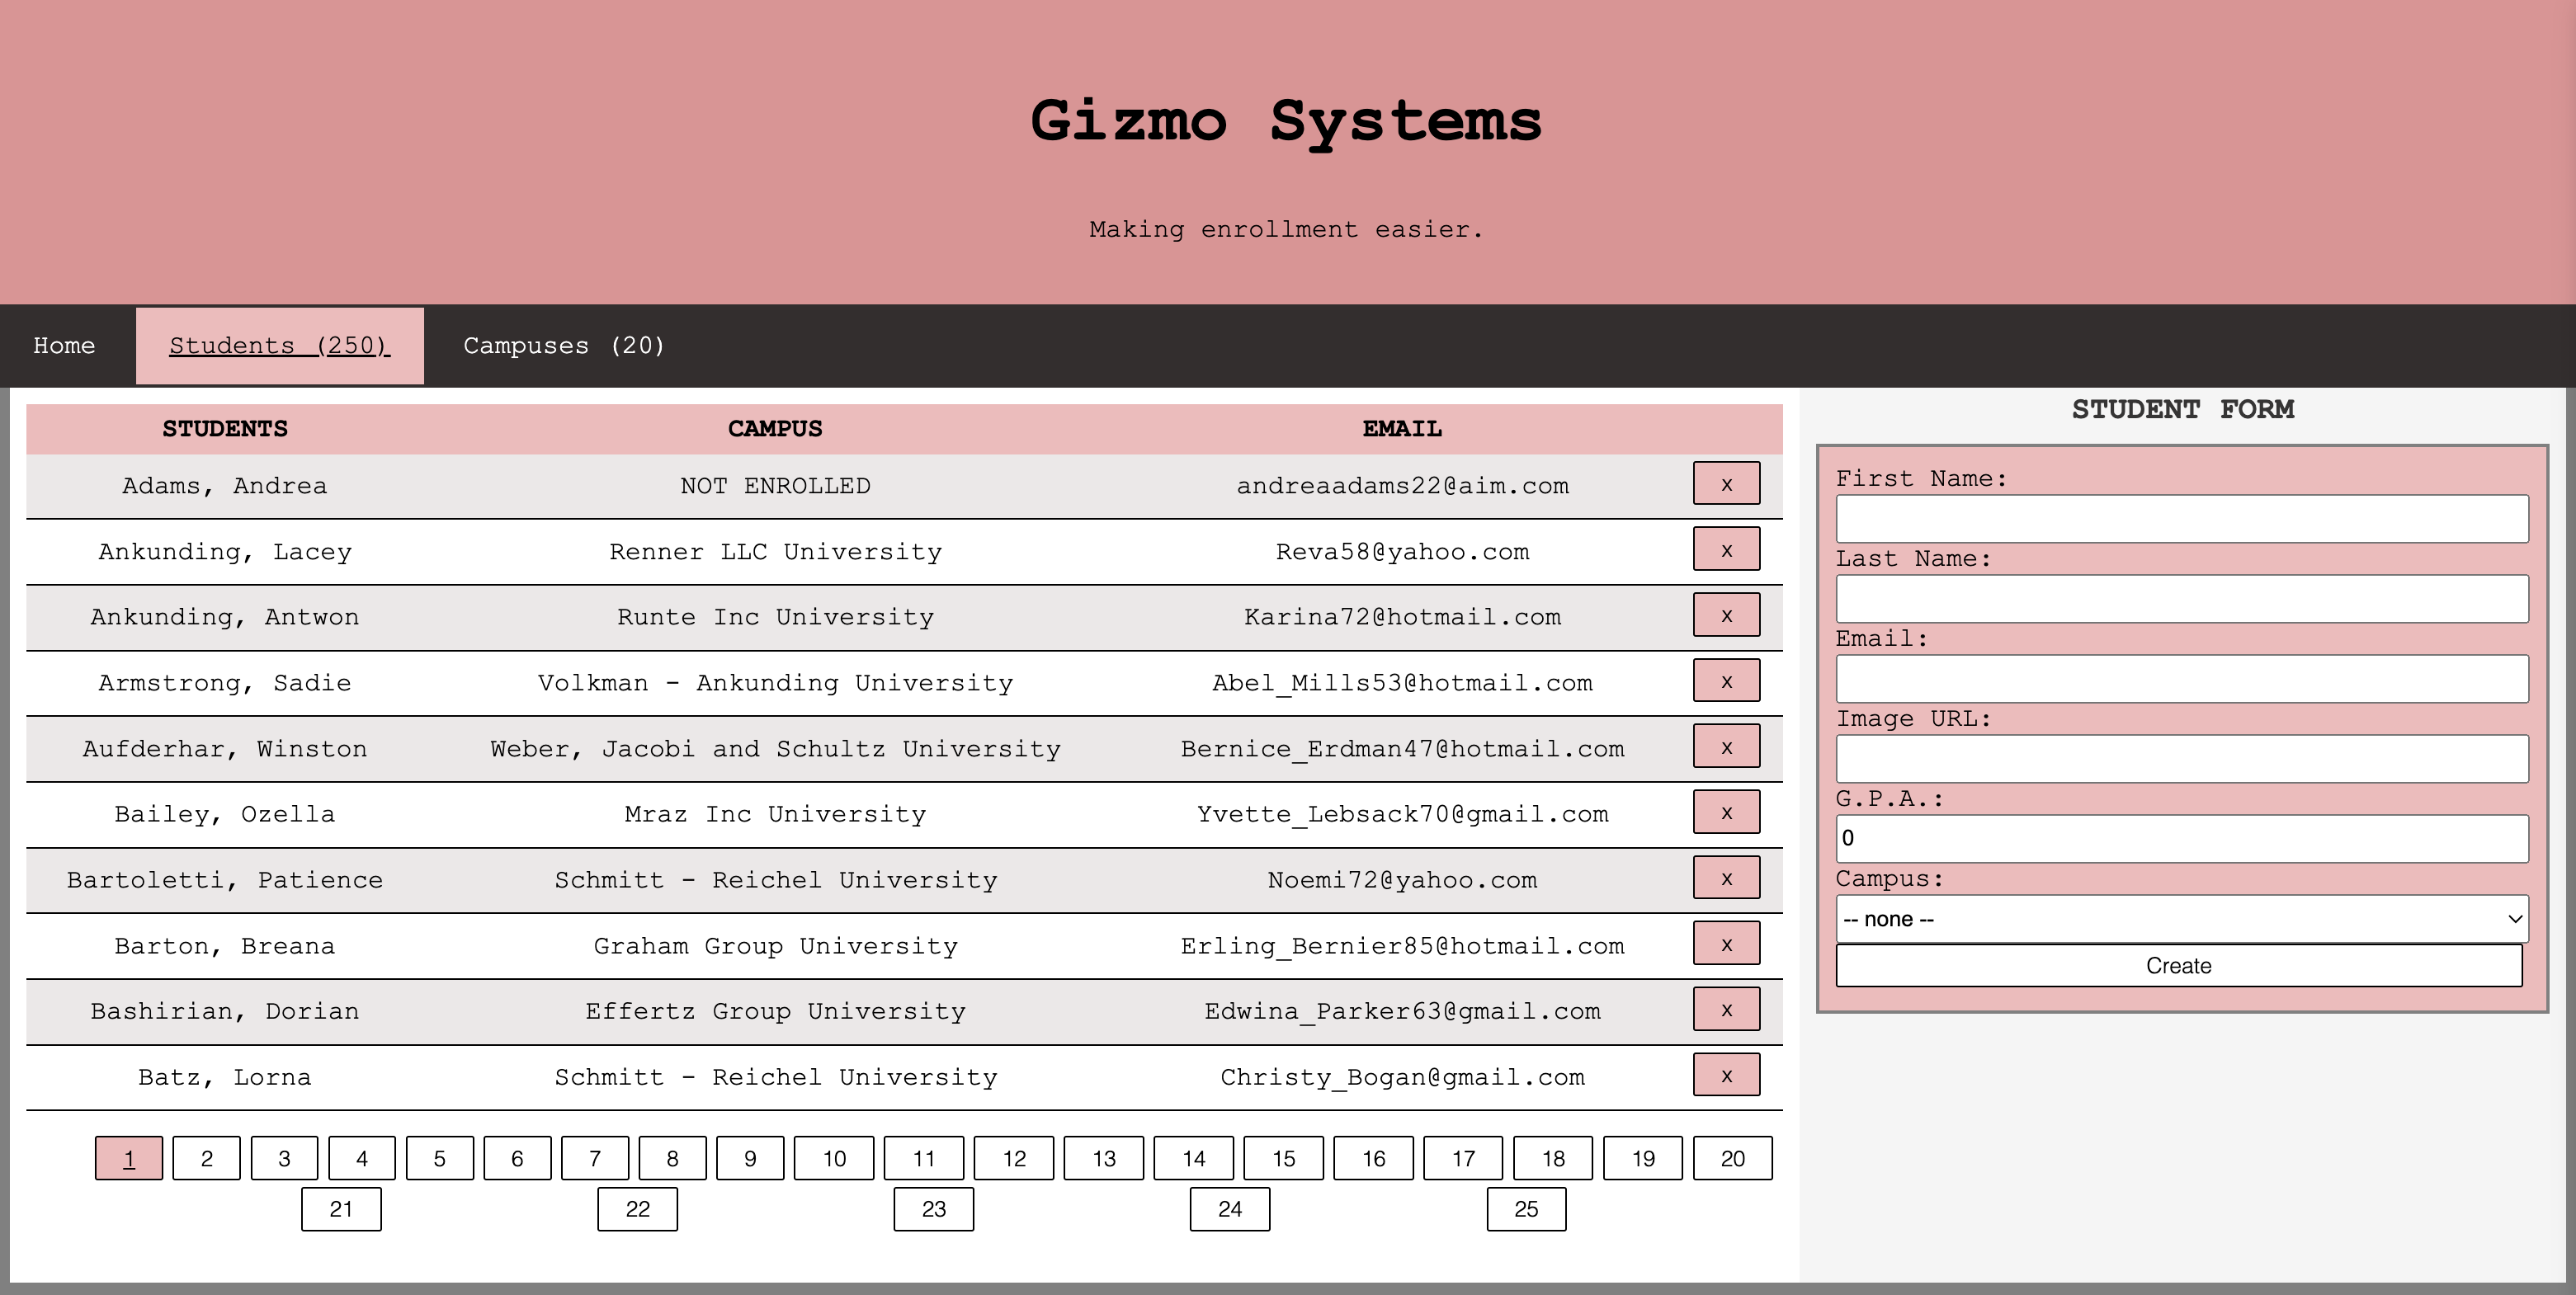 Gizmo Systems
Making enrollment easier.
Home Students (250) Campuses (20)
STUDENTS CAMPUS EMAIL
Adams, Andrea NOT ENROLLED andreaadams22@aim.com x
Ankunding, Lacey Renner LLC University Reva58@yahoo.com x
Ankunding, Antwon Runte Inc University Karina72@hotmail.com x
Armstrong, Sadie Volkman - Ankunding University Abel_Mills53@hotmail.com x
Aufderhar, Winston Weber, Jacobi and Schultz University Bernice_Erdman47@hotmail.com x
Bailey, Ozella Mraz Inc University Yvette_Lebsack70@gmail.com x
Bartoletti, Patience Schmitt - Reichel University Noemi72@yahoo.com x
Barton, Breana Graham Group University Erling_Bernier85@hotmail.com x
Bashirian, Dorian Effertz Group University Edwina_Parker63@gmail.com x
Batz, Lorna Schmitt - Reichel University Christy_Bogan@gmail.com x
1 2 3 4 5 6 7 8 9 10 11 12 13 14 15 16 17 18 19 20
21 22 23 24 25
STUDENT FORM
First Name:
Last Name:
Email:
Image URL:
G.P.A.:
0
Campus:
-- none --
Create